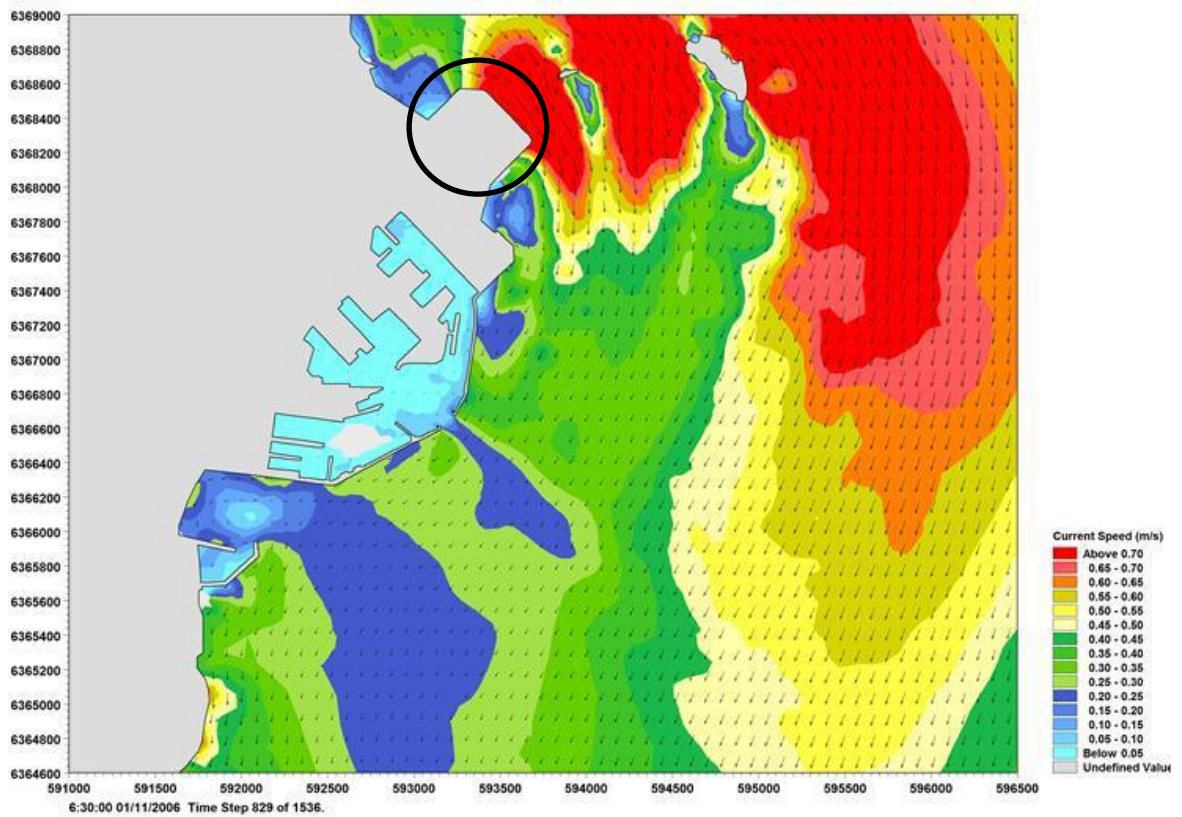 6369000
6368800
6368600
6368400
6368200
6368000
6367800
6367600
6367400
6367200
6367000
6366800
6366600
6366400
6366200
6366000
6365800
6365600
6365400
6365200
6365000
6364800
6364600
591000 591500 592000 592500 593000 593500 594000 594500 595000 595500 596000 596500
6:30:00 01/11/2006 Time Step 829 of 1536.
Current Speed (m/s)
Above 0.70
0.65 - 0.70
0.60 - 0.65
0.55 - 0.60
0.50 - 0.55
0.45 - 0.50
0.40 - 0.45
0.35 - 0.40
0.30 - 0.35
0.25 - 0.30
0.20 - 0.25
0.15 - 0.20
0.10 - 0.15
0.05 - 0.10
Below 0.05
Undefined Value